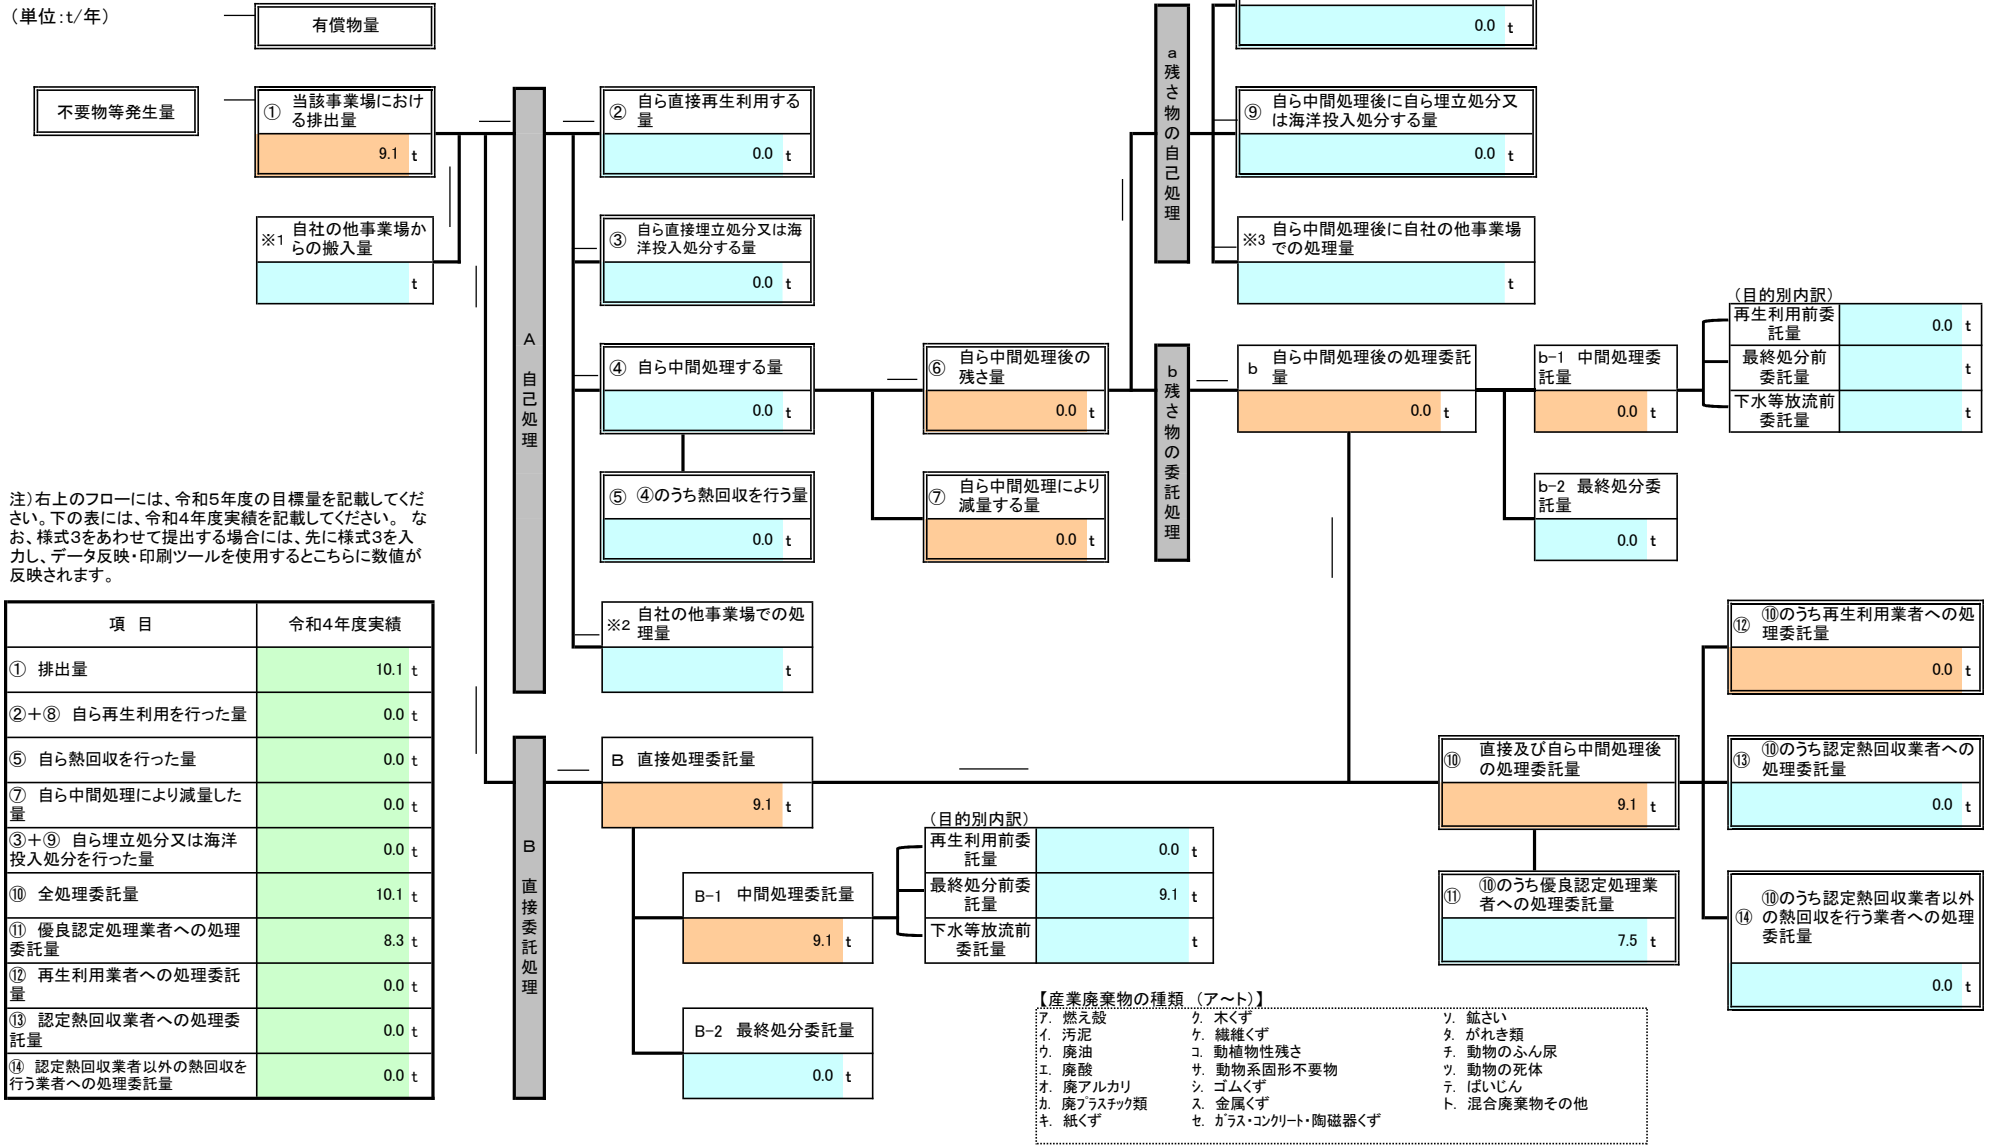 （単位：t/年）
有償物量
不要物等発生量
① 当該事業場におけ
る排出量
9.1 t
※1 自社の他事業場か
らの搬入量
t
A
自己処理
② 自ら直接再生利用する
量
0.0 t
③ 自ら直接埋立処分又は海
洋投入処分する量
0.0 t
④ 自ら中間処理する量
0.0 t
⑤ ④のうち熱回収を行う量
0.0 t
※2 自社の他事業場での処
理量
t
⑥ 自ら中間処理後の
残さ量
0.0 t
⑦ 自ら中間処理により
減量する量
0.0 t
a
残さ物の自己処理
0.0 t
⑨ 自ら中間処理後に自ら埋立処分又
は海洋投入処分する量
0.0 t
※3 自ら中間処理後に自社の他事業場
での処理量
t
b
残さ物の委託処理
b 自ら中間処理後の処理委託
量
0.0 t
b-1 中間処理委
託量
0.0 t
b-2 最終処分委
託量
0.0 t
（目的別内訳）
再生利用前委
託量
0.0 t
最終処分前
委託量
t
下水等放流前
委託量
t
注）右上のフローには、令和５年度の目標量を記載してくだ
さい。下の表には、令和４年度実績を記載してください。 な
お、様式３をあわせて提出する場合には、先に様式３を入
力し、データ反映・印刷ツールを使用するとこちらに数値が
反映されます。
項 目 令和４年度実績
① 排出量 10.1 t
②＋⑧ 自ら再生利用を行った量 0.0 t
⑤ 自ら熱回収を行った量 0.0 t
⑦ 自ら中間処理により減量した
量 0.0 t
③＋⑨ 自ら埋立処分又は海洋
投入処分を行った量 0.0 t
⑩ 全処理委託量 10.1 t
⑪ 優良認定処理業者への処理
委託量 8.3 t
⑫ 再生利用業者への処理委託
量 0.0 t
⑬ 認定熱回収業者への処理委
託量 0.0 t
⑭ 認定熱回収業者以外の熱回収を
行う業者への処理委託量 0.0 t
B
直接委託処理
B 直接処理委託量
9.1 t
B-1 中間処理委託量
9.1 t
B-2 最終処分委託量
0.0 t
（目的別内訳）
再生利用前委
託量
0.0 t
最終処分前委
託量
9.1 t
下水等放流前
委託量
t
⑩ 直接及び自ら中間処理後
の処理委託量
9.1 t
⑪ ⑩のうち優良認定処理業
者への処理委託量
7.5 t
⑫ ⑩のうち再生利用業者への処
理委託量
0.0 t
⑬ ⑩のうち認定熱回収業者への
処理委託量
0.0 t
⑭ ⑩のうち認定熱回収業者以外
の熱回収を行う業者への処理
委託量
0.0 t
【産業廃棄物の種類 （ア～ト）】
ｱ. 燃え殻 ｸ. 木くず ｿ. 鉱さい
ｲ. 汚泥 ｹ. 繊維くず ﾀ. がれき類
ｳ. 廃油 ｺ. 動植物性残さ ﾁ. 動物のふん尿
ｴ. 廃酸 ｻ. 動物系固形不要物 ﾂ. 動物の死体
ｵ. 廃アルカリ ｼ. ゴムくず ﾃ. ばいじん
ｶ. 廃ﾌﾟﾗｽﾁｯｸ類 ｽ. 金属くず ﾄ. 混合廃棄物その他
ｷ. 紙くず ｾ. ｶﾞﾗｽ・ｺﾝｸﾘｰﾄ・陶磁器くず